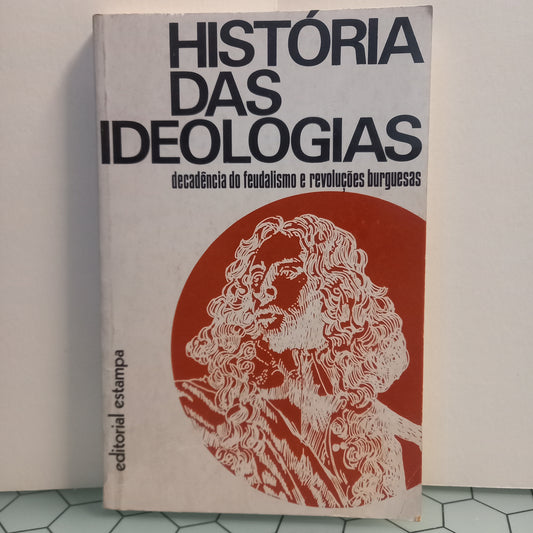 HISTÓRIA
DAS
IDEOLOGIAS
decadência do feudalismo e revoluções burguesas
editorial estampa